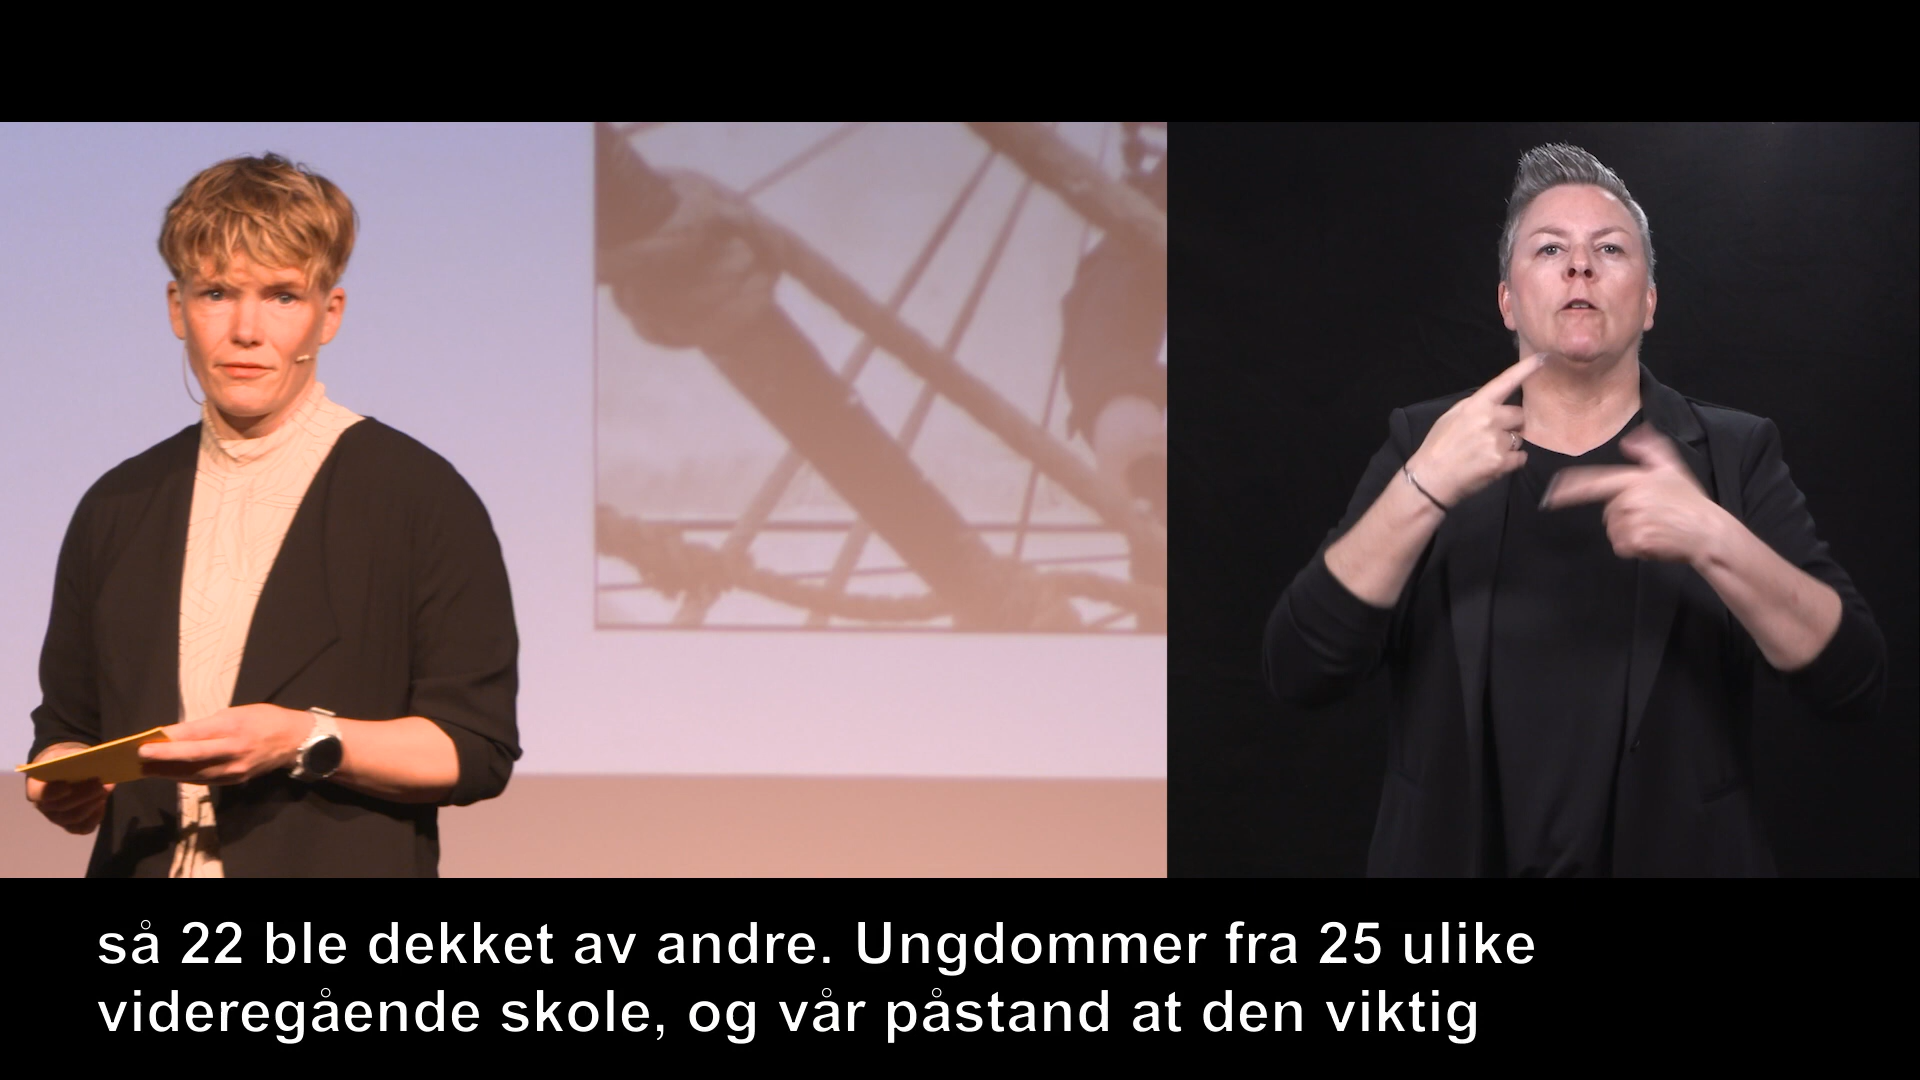 så 22 ble dekket av andre. Ungdommer fra 25 ulike
videregående skole, og vår påstand at den viktig